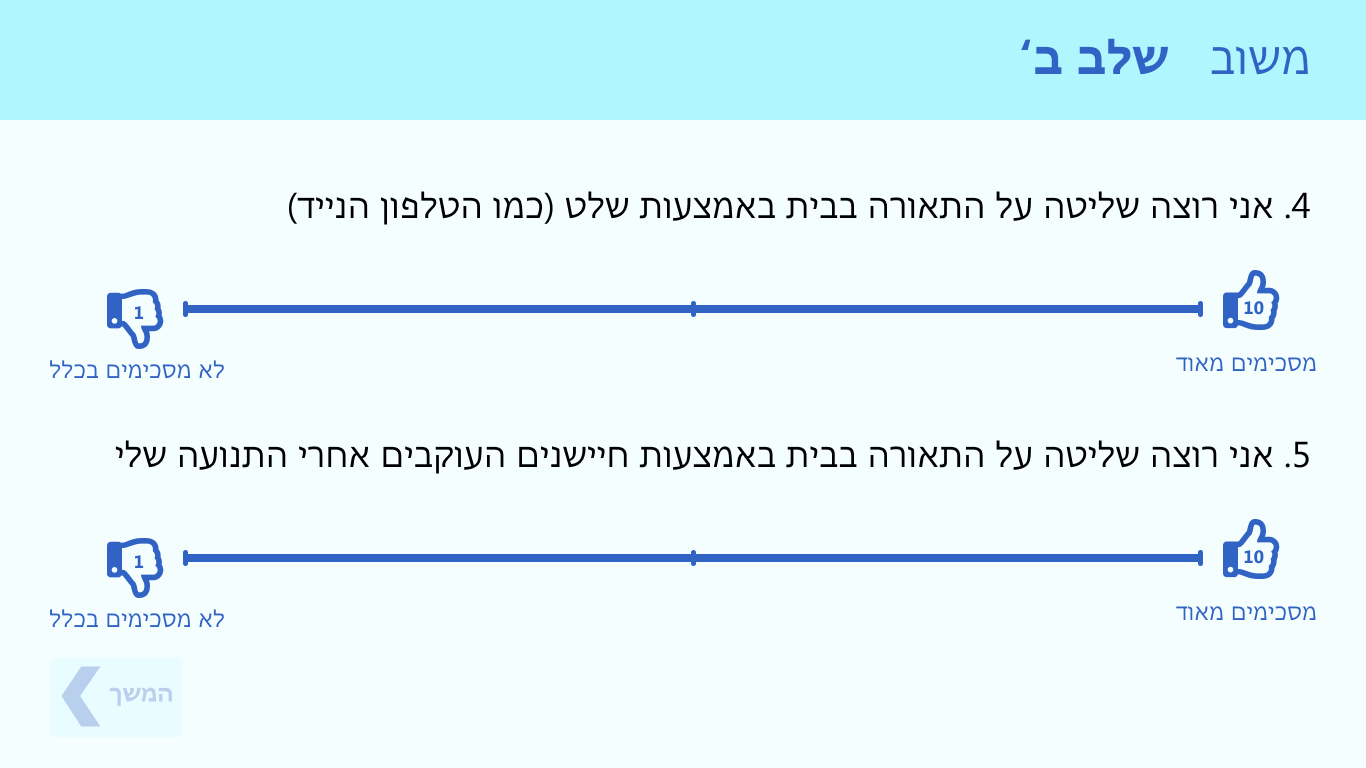 משוב שלב ב‘
4. אני רוצה שליטה על התאורה בבית באמצעות שלט (כמו הטלפון הנייד)
10
1
מסכימים מאוד
לא מסכימים בכלל
5. אני רוצה שליטה על התאורה בבית באמצעות חיישנים העוקבים אחרי התנועה שלי
10
1
מסכימים מאוד
לא מסכימים בכלל
המשך